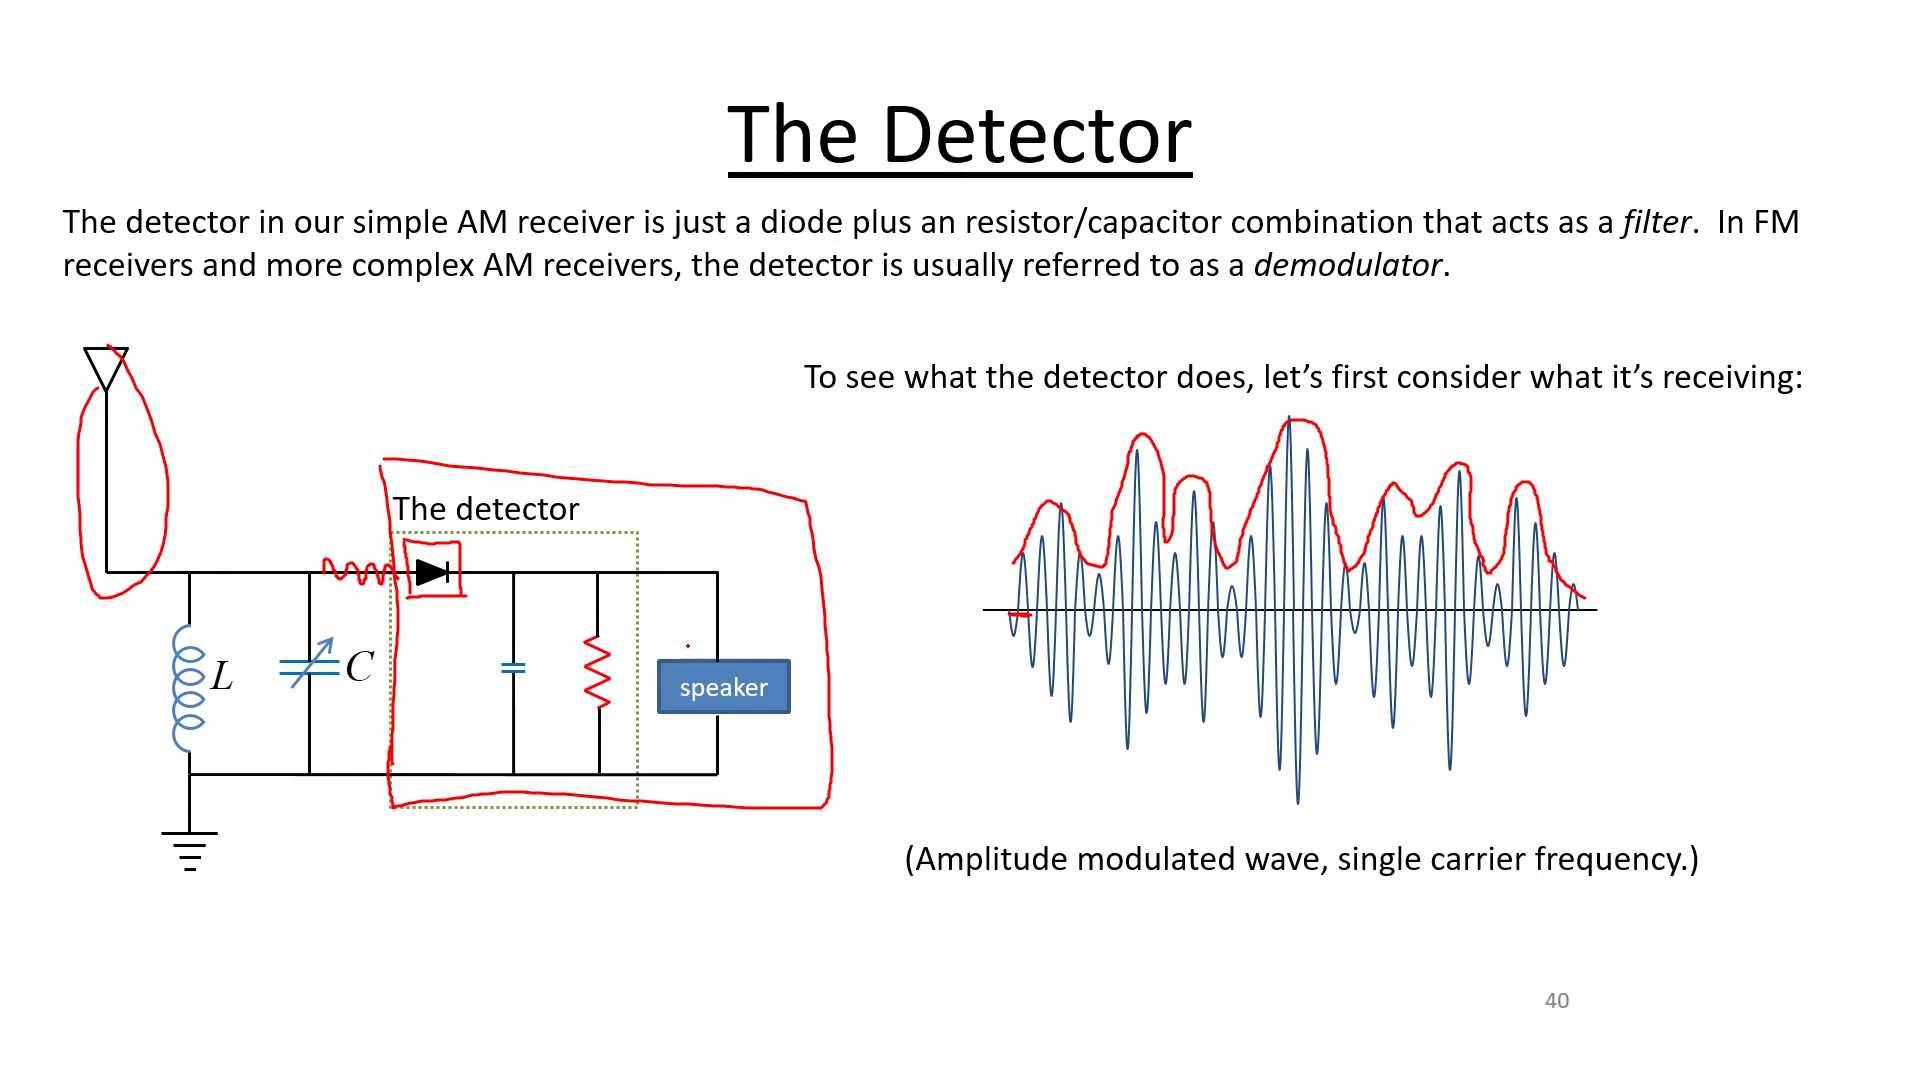 The Detector
The detector in our simple AM receiver is just a diode plus an resistor/capacitor combination that acts as a filter.  In FM
receivers and more complex AM receivers, the detector is usually referred to as a demodulator.
To see what the detector does, let’s first consider what it’s receiving:
The detector
L
C
speaker
(Amplitude modulated wave, single carrier frequency.)
40